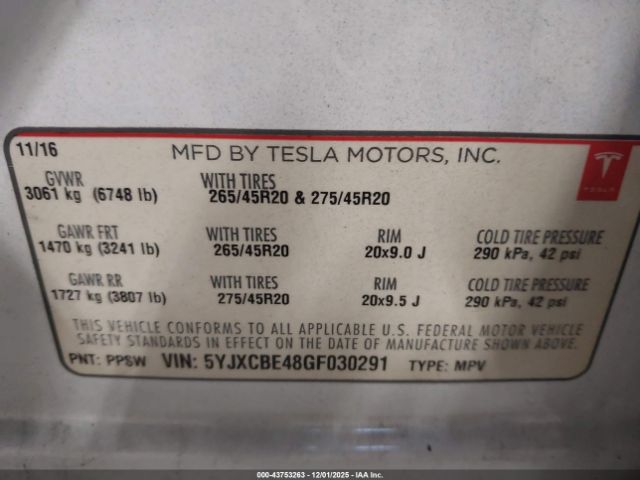 11/16 MFD BY TESLA MOTORS, INC.
GVWR WITH TIRES
3061 kg (6748 lb) 265/45R20 & 275/45R20
TESLA
GAWR FRT WITH TIRES RIM COLD TIRE PRESSURE
1470 kg (3241 lb) 265/45R20 20x9.0 J 290 kPa, 42 psi
GAWR RR WITH TIRES RIM COLD TIRE PRESSURE
1727 kg (3807 lb) 275/45R20 20x9.5 J 290 kPa, 42 psi
THIS VEHICLE CONFORMS TO ALL APPLICABLE U.S. FEDERAL MOTOR VEHICLE
SAFETY STANDARDS IN EFFECT ON THE DATE OF MANUFACTURE SHOWN ABOVE.
PNT: PPSW VIN: 5YJXCBE48GF030291 TYPE: MPV
000-43753263 - 12/01/2025 - IAA Inc.